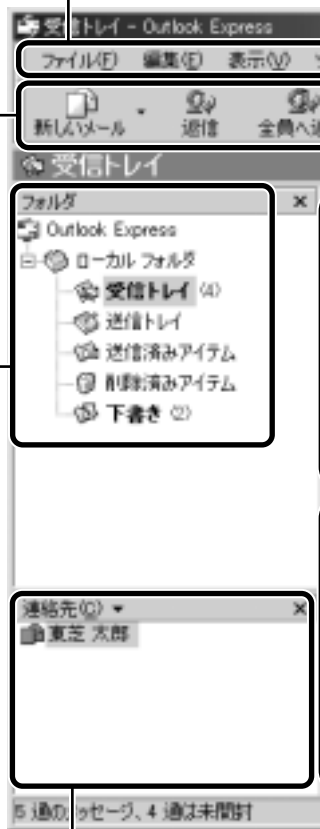 受信トレイ - Outlook Express
ファイル(F) 編集(E) 表示(V)
新しいメール 返信 全員へ
受信トレイ
フォルダ ×
Outlook Express
ローカル フォルダ
受信トレイ (4)
送信トレイ
送信済みアイテム
削除済みアイテム
下書き (2)
連絡先(C) ▼ ×
東芝 太郎
5 通のメッセージ、4 通は未開封